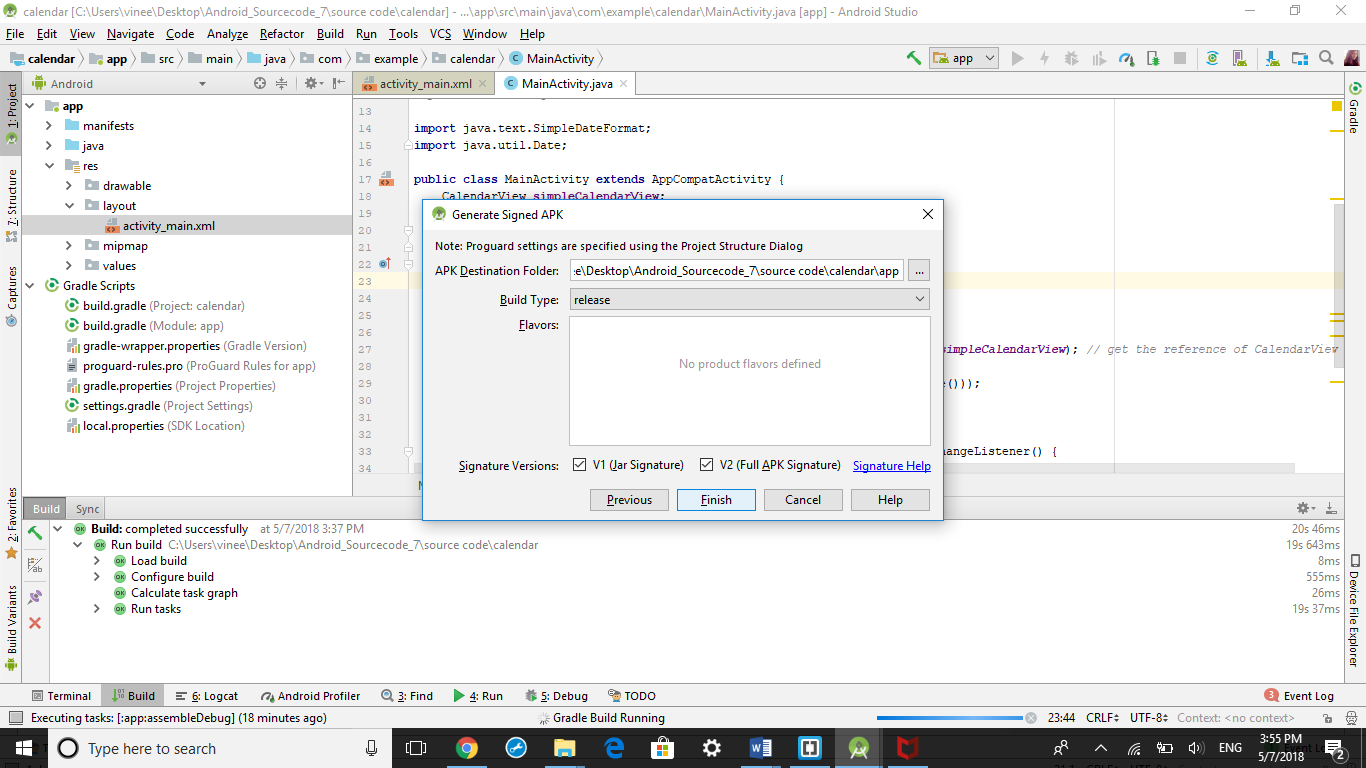 calendar [C:\Users\vinee\Desktop\Android_Sourcecode_7\source code\calendar] - ...\app\src\main\java\com\example\calendar\MainActivity.java [app] - Android Studio
File Edit View Navigate Code Analyze Refactor Build Run Tools VCS Window Help
calendar app src main java com example calendar MainActivity
app
Android
activity_main.xml
MainActivity.java
1: Project
7: Structure
Captures
2: Favorites
Build Variants
Gradle
Device File Explorer
app
manifests
java
res
drawable
layout
activity_main.xml
mipmap
values
Gradle Scripts
build.gradle (Project: calendar)
build.gradle (Module: app)
gradle-wrapper.properties (Gradle Version)
proguard-rules.pro (ProGuard Rules for app)
gradle.properties (Project Properties)
settings.gradle (Project Settings)
local.properties (SDK Location)
13
14 import java.text.SimpleDateFormat;
15 import java.util.Date;
16
17 public class MainActivity extends AppCompatActivity {
18 CalendarView simpleCalendarView;
19
20
21
22
23
24
25
26
27 simpleCalendarView); // get the reference of CalendarView
28
29 e()));
30
31
32
33 hangeListener() {
34
Generate Signed APK
Note: Proguard settings are specified using the Project Structure Dialog
APK Destination Folder: :e\Desktop\Android_Sourcecode_7\source code\calendar\app ...
Build Type: release
Flavors:
No product flavors defined
Signature Versions: V1 (Jar Signature) V2 (Full APK Signature) Signature Help
Previous Finish Cancel Help
Build Sync
Build: completed successfully at 5/7/2018 3:37 PM 20s 46ms
Run build C:\Users\vinee\Desktop\Android_Sourcecode_7\source code\calendar 19s 643ms
Load build 8ms
Configure build 555ms
Calculate task graph 26ms
Run tasks 19s 37ms
Terminal Build 6: Logcat Android Profiler 3: Find 4: Run 5: Debug TODO 3 Event Log
Executing tasks: [:app:assembleDebug] (18 minutes ago) Gradle Build Running 23:44 CRLF UTF-8 Context: <no context>
Type here to search
ENG
3:55 PM
5/7/2018
2